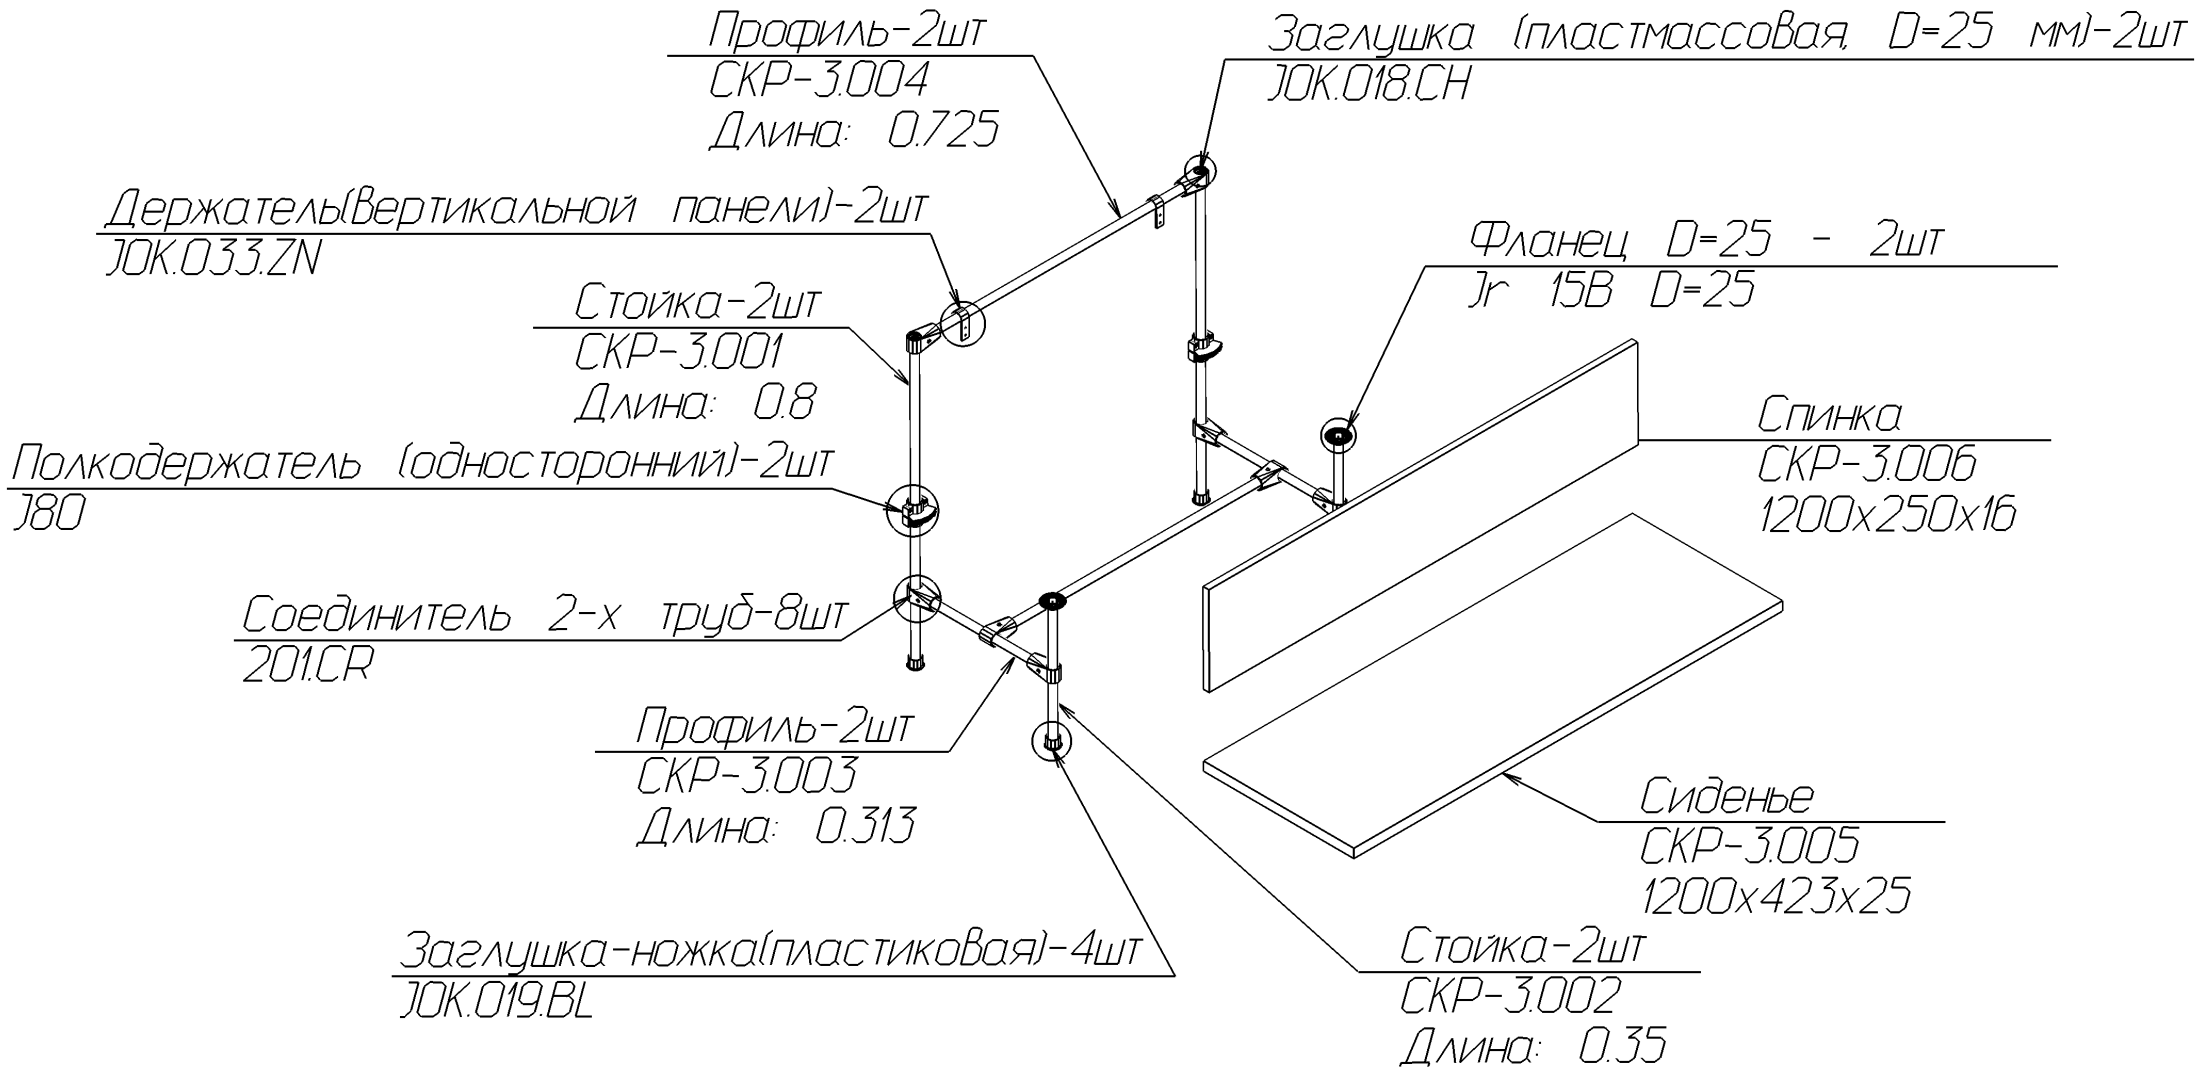 Профиль-2шт
СКР-3.004
Длина: 0.725
Заглушка (пластмассовая, D=25 мм)-2шт
JOK.018.CH
Держатель(вертикальной панели)-2шт
JOK.033.ZN
Фланец D=25 - 2шт
Jr 15B D=25
Стойка-2шт
СКР-3.001
Длина: 0.8
Спинка
СКР-3.006
1200x250x16
Полкодержатель (односторонний)-2шт
J80
Соединитель 2-х труб-8шт
201.CR
Профиль-2шт
СКР-3.003
Длина: 0.313
Сиденье
СКР-3.005
1200x423x25
Заглушка-ножка(пластиковая)-4шт
JOK.019.BL
Стойка-2шт
СКР-3.002
Длина: 0.35